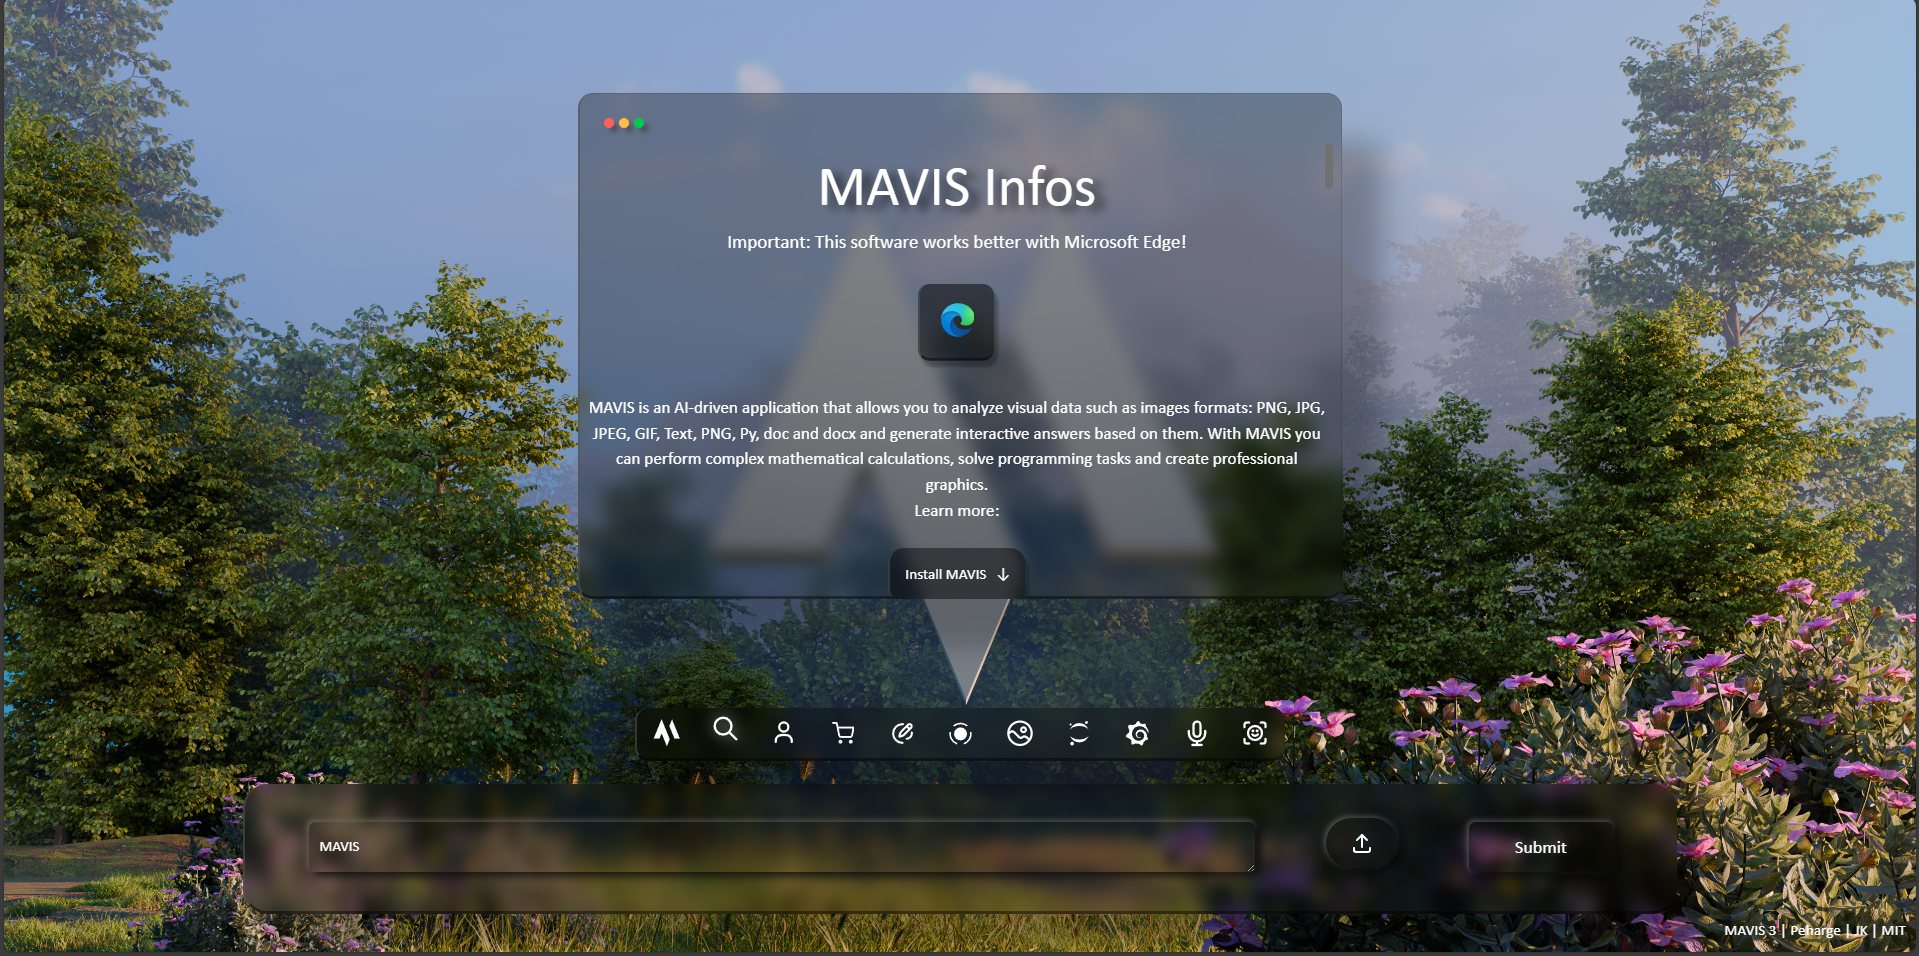 MAVIS Infos
Important: This software works better with Microsoft Edge!
MAVIS is an AI-driven application that allows you to analyze visual data such as images formats: PNG, JPG,
JPEG, GIF, Text, PNG, Py, doc and docx and generate interactive answers based on them. With MAVIS you
can perform complex mathematical calculations, solve programming tasks and create professional
graphics.
Learn more:
Install MAVIS
MAVIS
Submit
MAVIS 3 | Peharge | JK | MIT